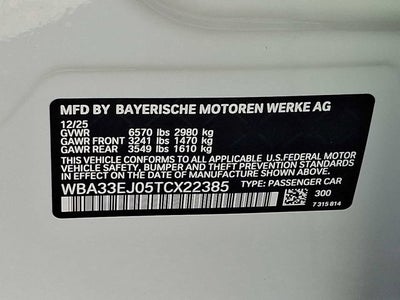 MFD BY BAYERISCHE MOTOREN WERKE AG
12/25
GVWR 6570 lbs 2980 kg
GAWR FRONT 3241 lbs 1470 kg
GAWR REAR 3549 lbs 1610 kg
THIS VEHICLE CONFORMS TO ALL APPLICABLE
U.S.FEDERAL MOTOR
VEHICLE SAFETY, BUMPER, AND THEFT PREVENTION
STANDARDS IN EFFECT ON THE DATE OF
MANUFACTURE SHOWN ABOVE.
WBA33EJ05TCX22385 TYPE: PASSENGER CAR
300
7 315 814